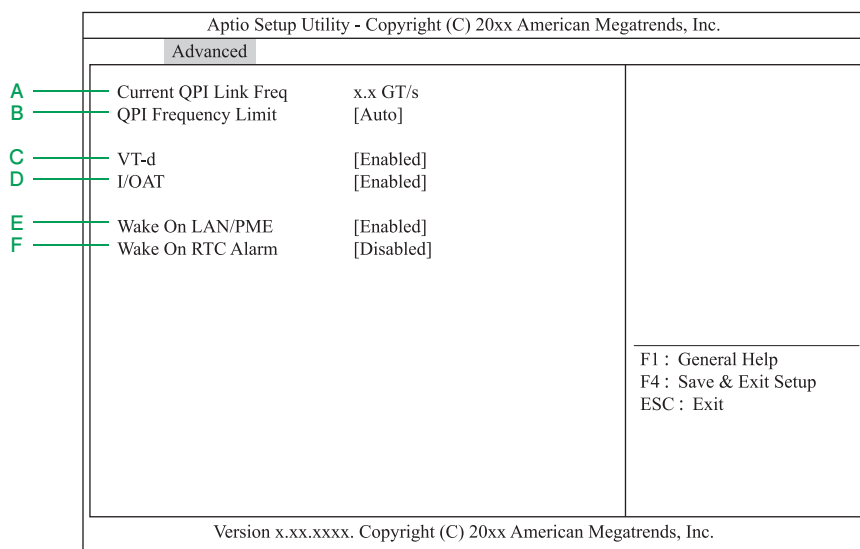 Aptio Setup Utility - Copyright (C) 20xx American Megatrends, Inc.
Advanced
A Current QPI Link Freq x.x GT/s
B QPI Frequency Limit [Auto]
C VT-d [Enabled]
D I/OAT [Enabled]
E Wake On LAN/PME [Enabled]
F Wake On RTC Alarm [Disabled]
F1 : General Help
F4 : Save & Exit Setup
ESC : Exit
Version x.xx.xxxx. Copyright (C) 20xx American Megatrends, Inc.